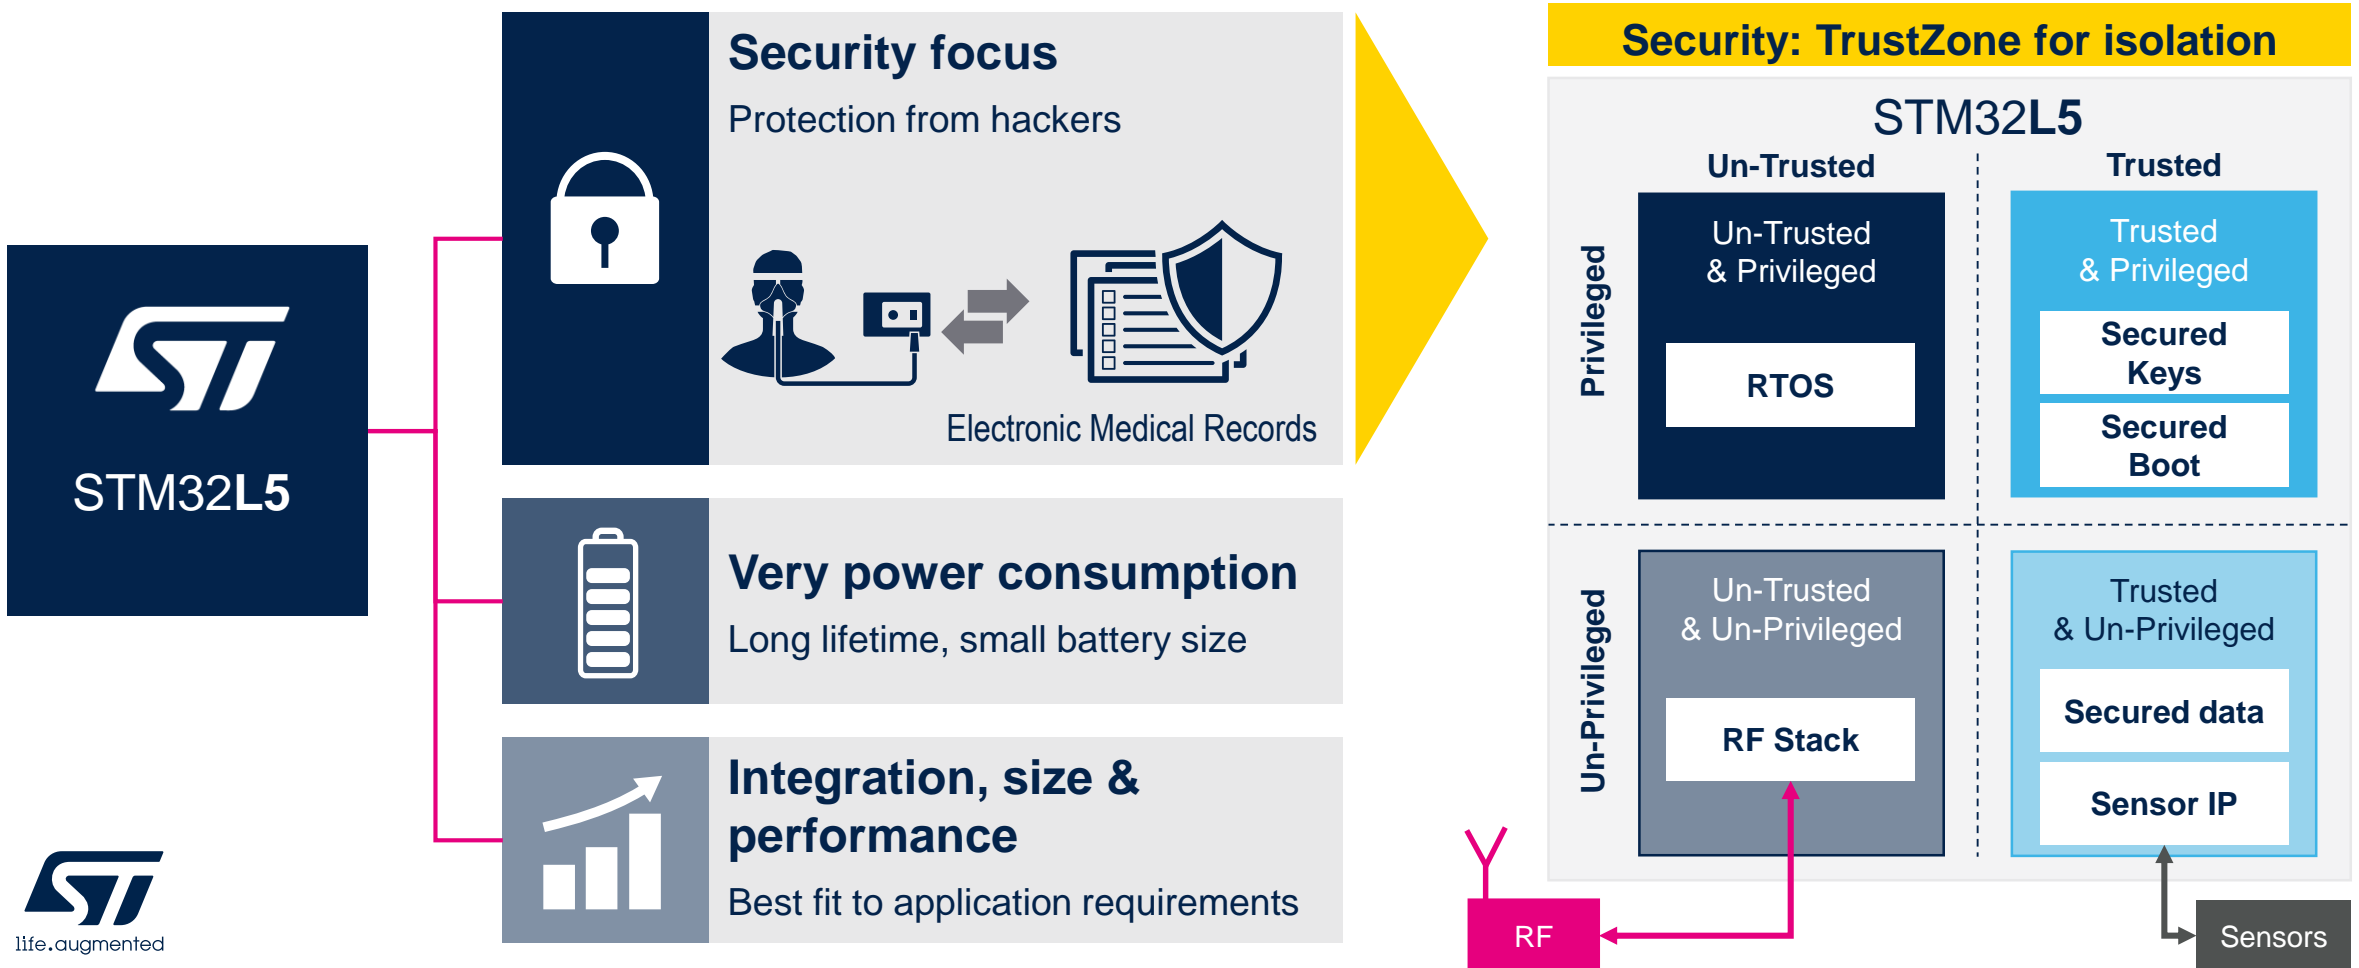 ST
STM32L5
life.augmented
Security focus
Protection from hackers
Electronic Medical Records
Very power consumption
Long lifetime, small battery size
Integration, size &
performance
Best fit to application requirements
Security: TrustZone for isolation
STM32L5
Un-Trusted
Trusted
Privileged
Un-Trusted
& Privileged
RTOS
Trusted
& Privileged
Secured
Keys
Secured
Boot
Un-Privileged
Un-Trusted
& Un-Privileged
RF Stack
Trusted
& Un-Privileged
Secured data
Sensor IP
RF
Sensors